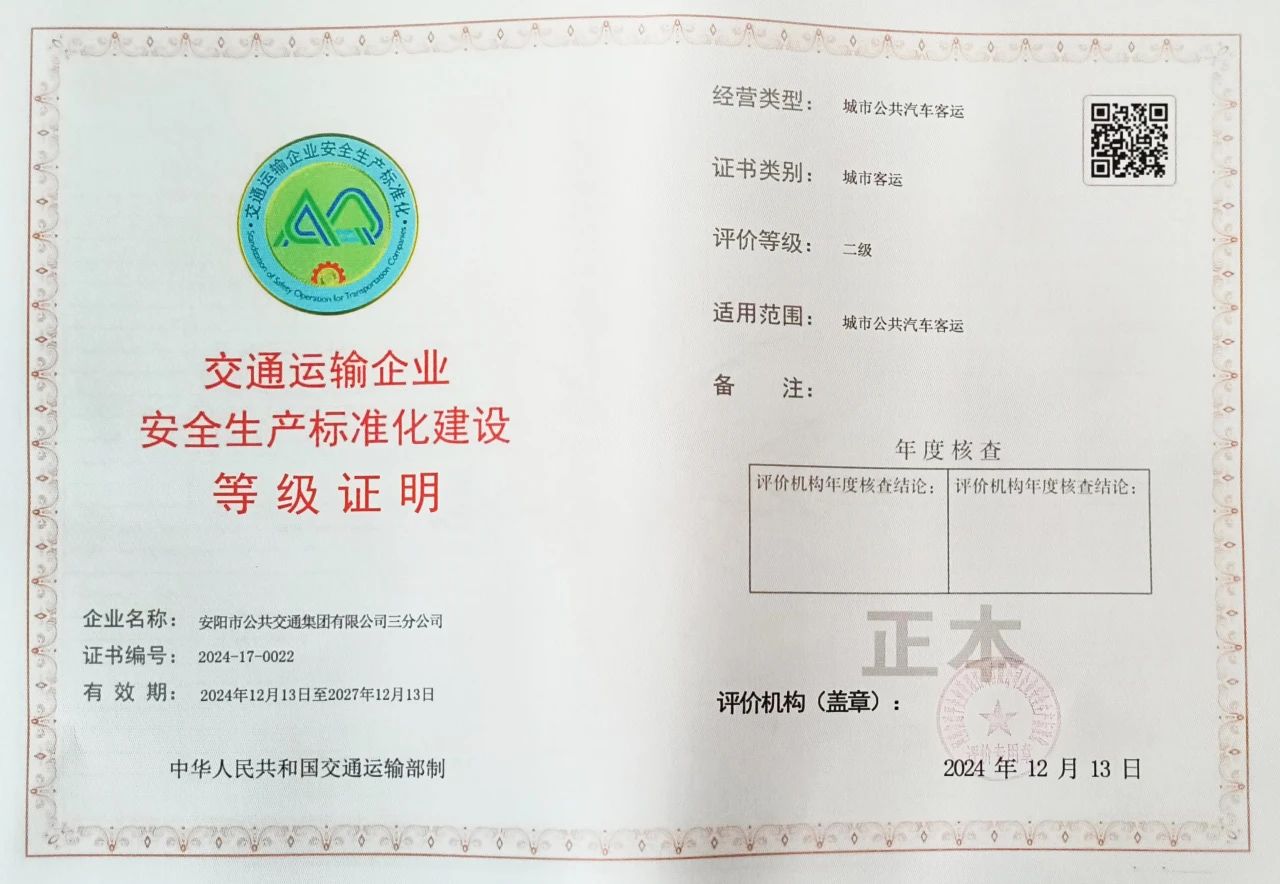 交通运输企业安全生产标准化
Standization of Safety Operation for Transportation Companies
交通运输企业
安全生产标准化建设
等级证明
企业名称： 安阳市公共交通集团有限公司三分公司
证书编号： 2024-17-0022
有效期： 2024年12月13日至2027年12月13日
中华人民共和国交通运输部制
经营类型： 城市公共汽车客运
证书类别： 城市客运
评价等级： 二级
适用范围： 城市公共汽车客运
备 注：
年度核查
评价机构年度核查结论： 评价机构年度核查结论：
正本
评价机构（盖章）：
评价专用章
2024 年 12 月 13 日